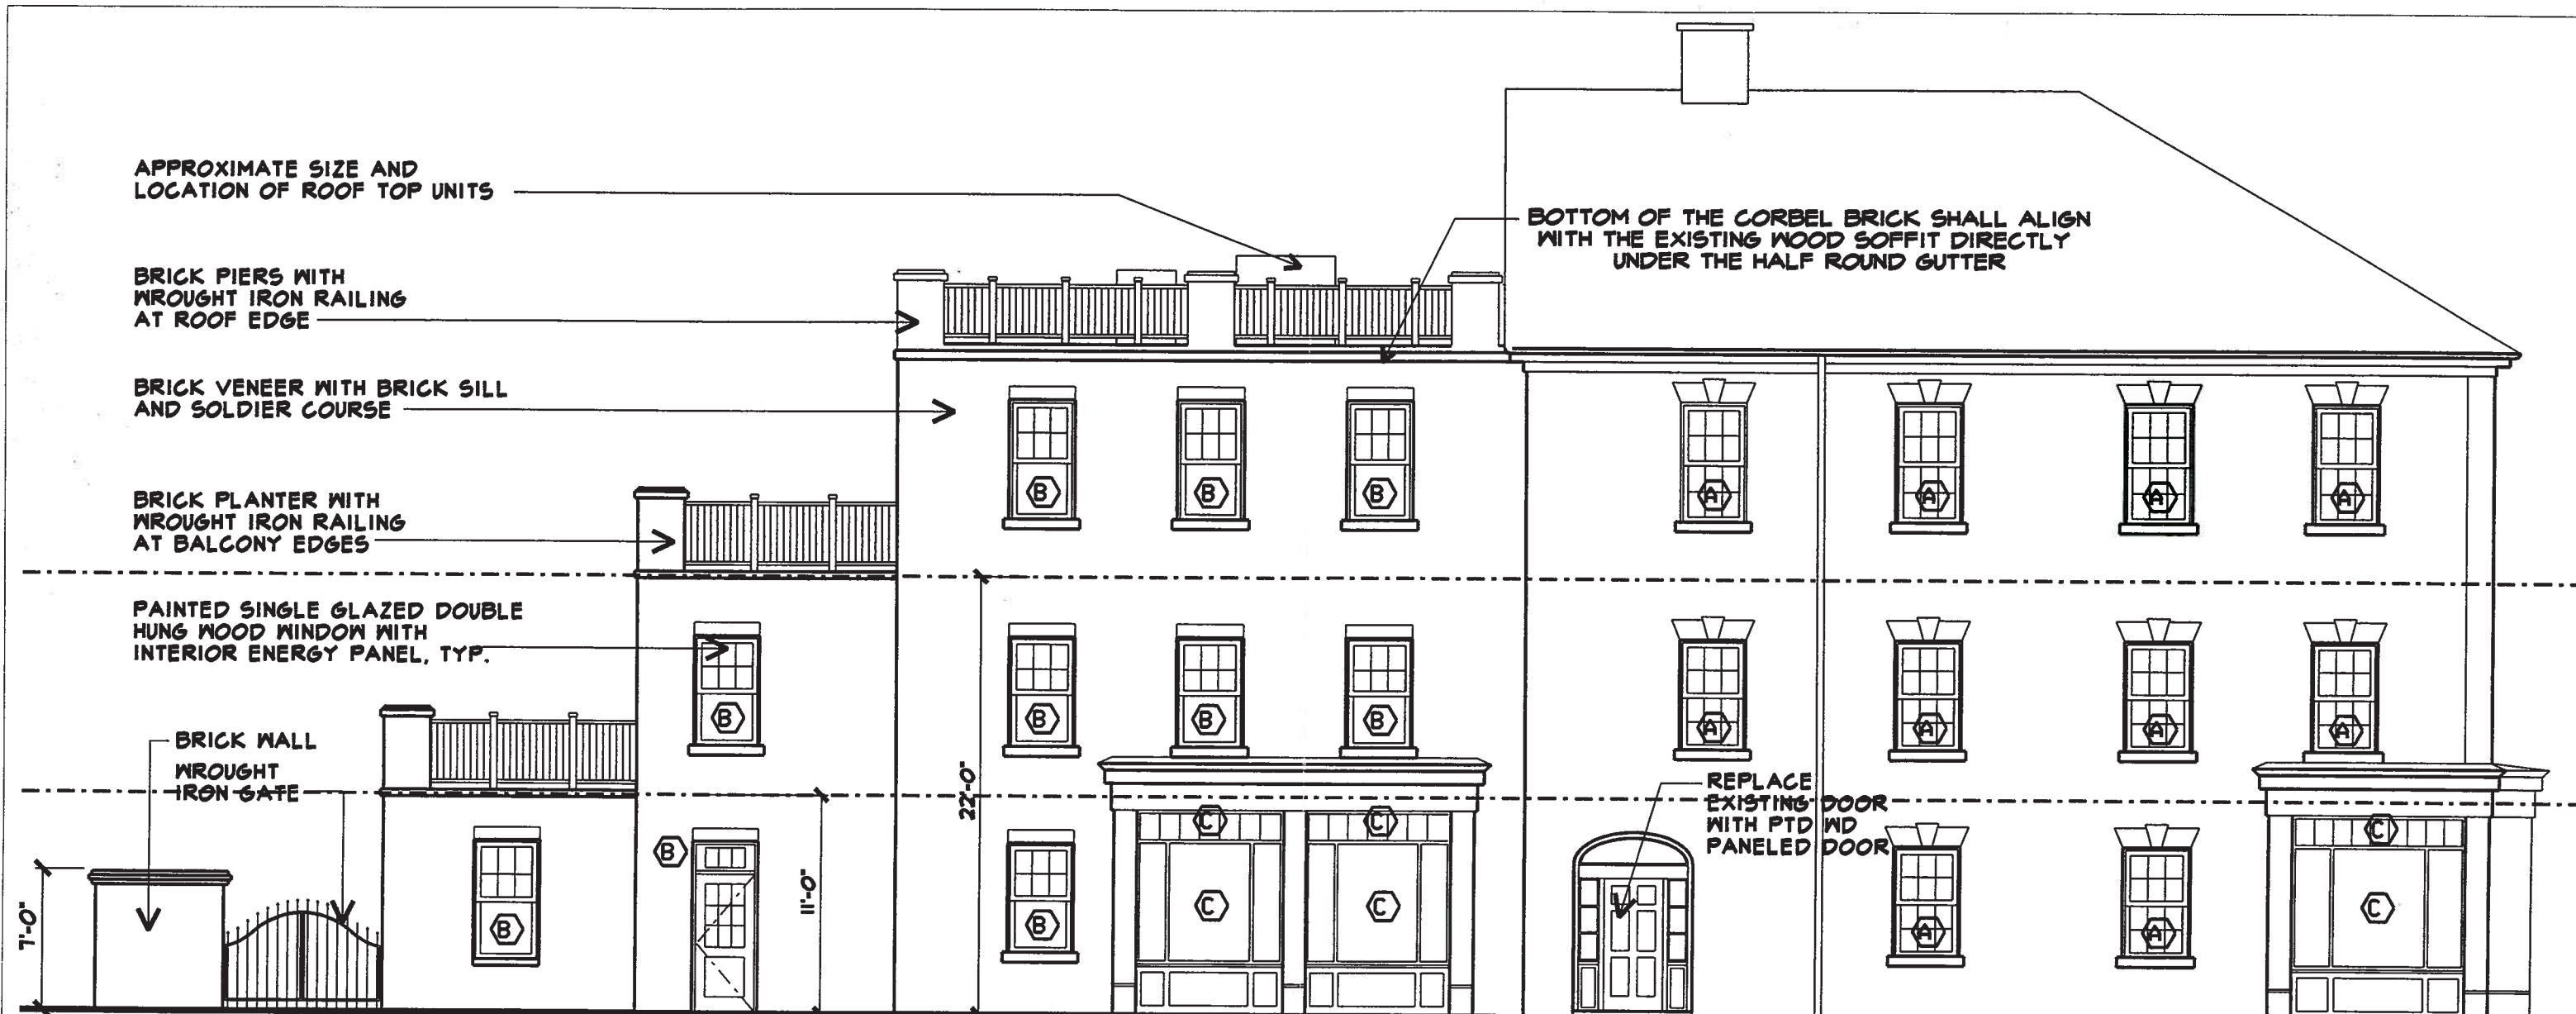 APPROXIMATE SIZE AND
LOCATION OF ROOF TOP UNITS
BOTTOM OF THE CORBEL BRICK SHALL ALIGN
WITH THE EXISTING WOOD SOFFIT DIRECTLY
UNDER THE HALF ROUND GUTTER
BRICK PIERS WITH
WROUGHT IRON RAILING
AT ROOF EDGE
BRICK VENEER WITH BRICK SILL
AND SOLDIER COURSE
B B B A A A A
BRICK PLANTER WITH
WROUGHT IRON RAILING
AT BALCONY EDGES
PAINTED SINGLE GLAZED DOUBLE
HUNG WOOD WINDOW WITH
INTERIOR ENERGY PANEL, TYP.
B B B B A A A A
BRICK WALL
WROUGHT
IRON GATE
22'-0"
REPLACE
EXISTING DOOR
WITH PTD WD
PANELED DOOR
C C C
B
7'-0"
11'-0"
B B C C A A C